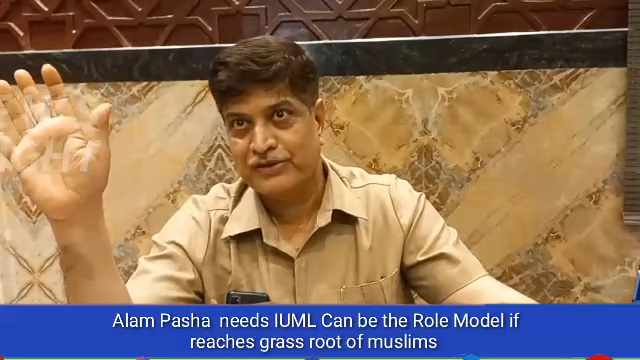 Alam Pasha needs IUML Can be the Role Model if
reaches grass root of muslims